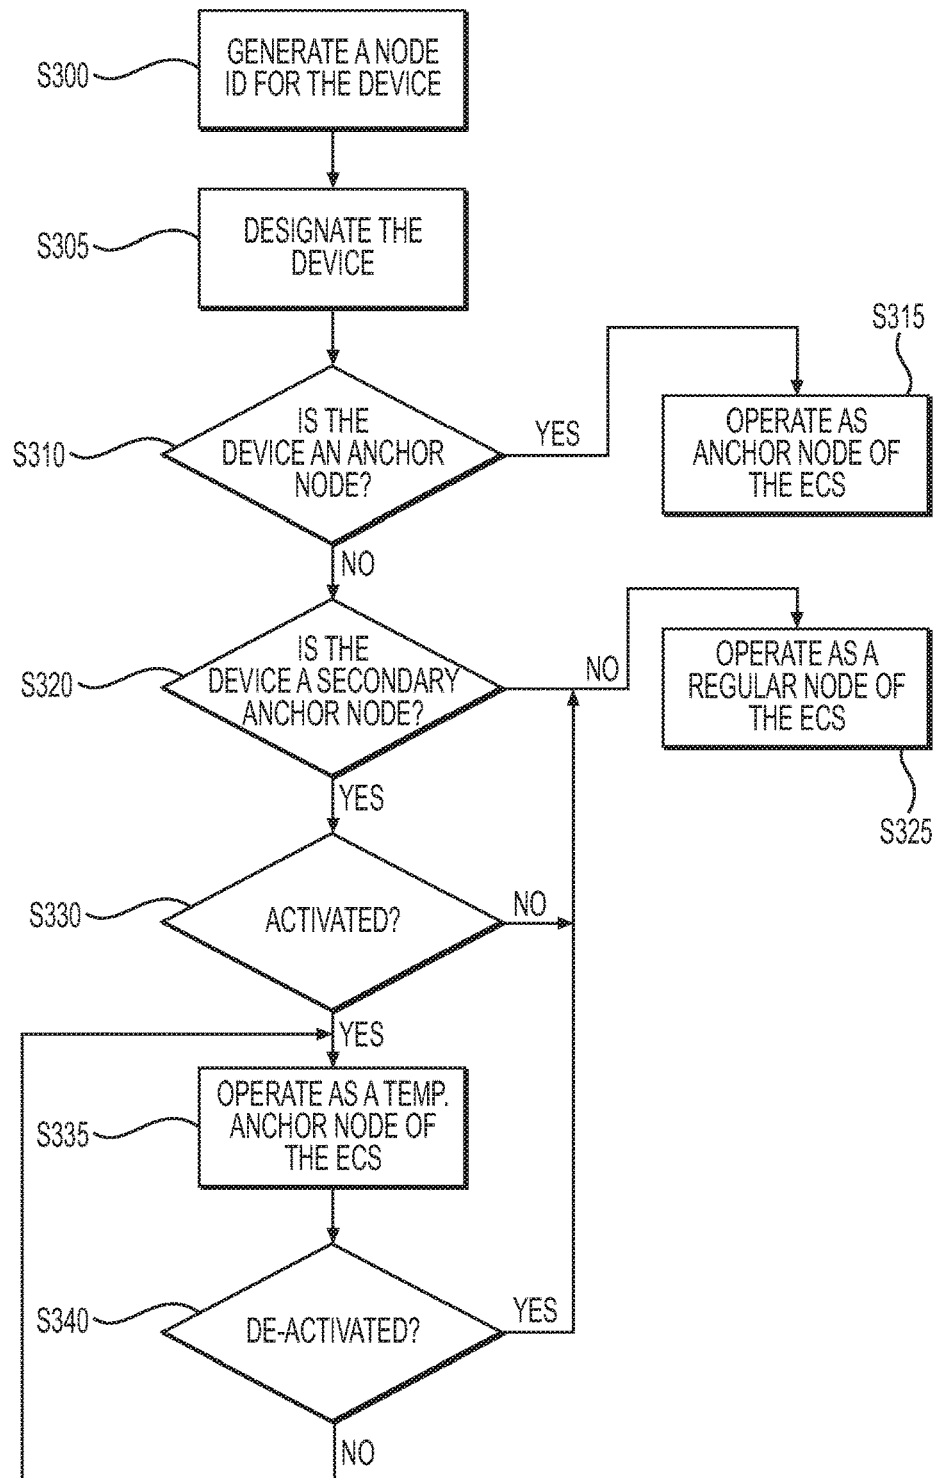 S300
GENERATE A NODE
ID FOR THE DEVICE
S305
DESIGNATE THE
DEVICE
S310
IS THE
DEVICE AN ANCHOR
NODE?
YES
S315
OPERATE AS
ANCHOR NODE OF
THE ECS
NO
S320
IS THE
DEVICE A SECONDARY
ANCHOR NODE?
NO
OPERATE AS A
REGULAR NODE OF
THE ECS
S325
YES
S330
ACTIVATED?
NO
YES
S335
OPERATE AS A TEMP.
ANCHOR NODE OF
THE ECS
S340
DE-ACTIVATED?
YES
NO